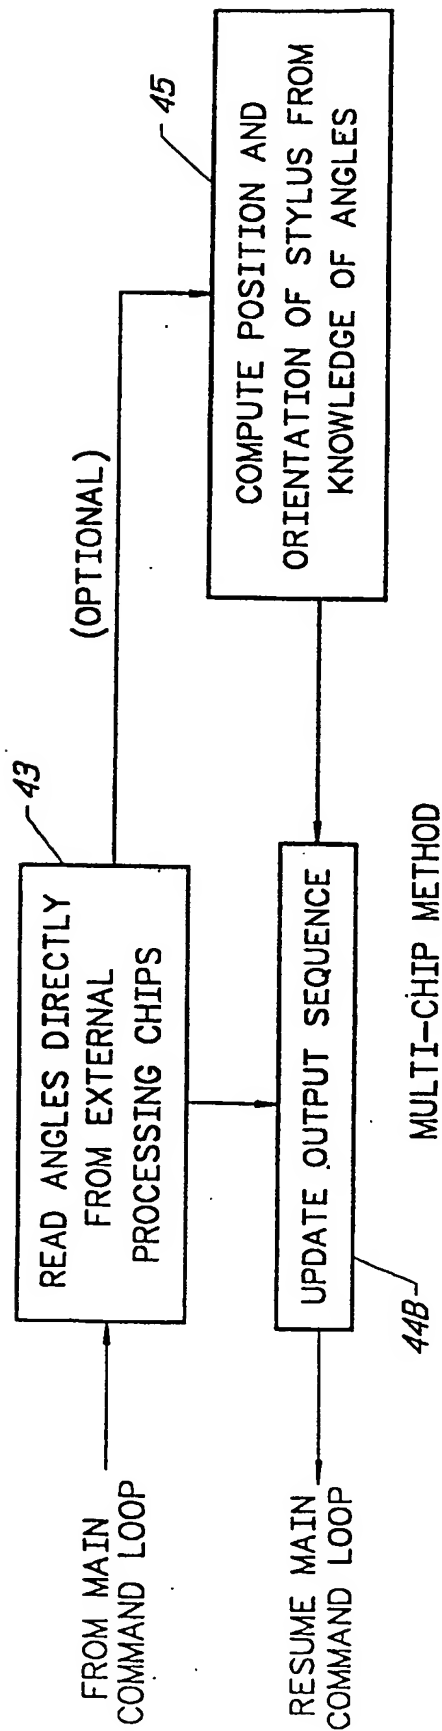 FROM MAIN
COMMAND LOOP
43
READ ANGLES DIRECTLY
FROM EXTERNAL
PROCESSING CHIPS
(OPTIONAL)
45
COMPUTE POSITION AND
ORIENTATION OF STYLUS FROM
KNOWLEDGE OF ANGLES
RESUME MAIN
COMMAND LOOP
UPDATE OUTPUT SEQUENCE
44B
MULTI-CHIP METHOD